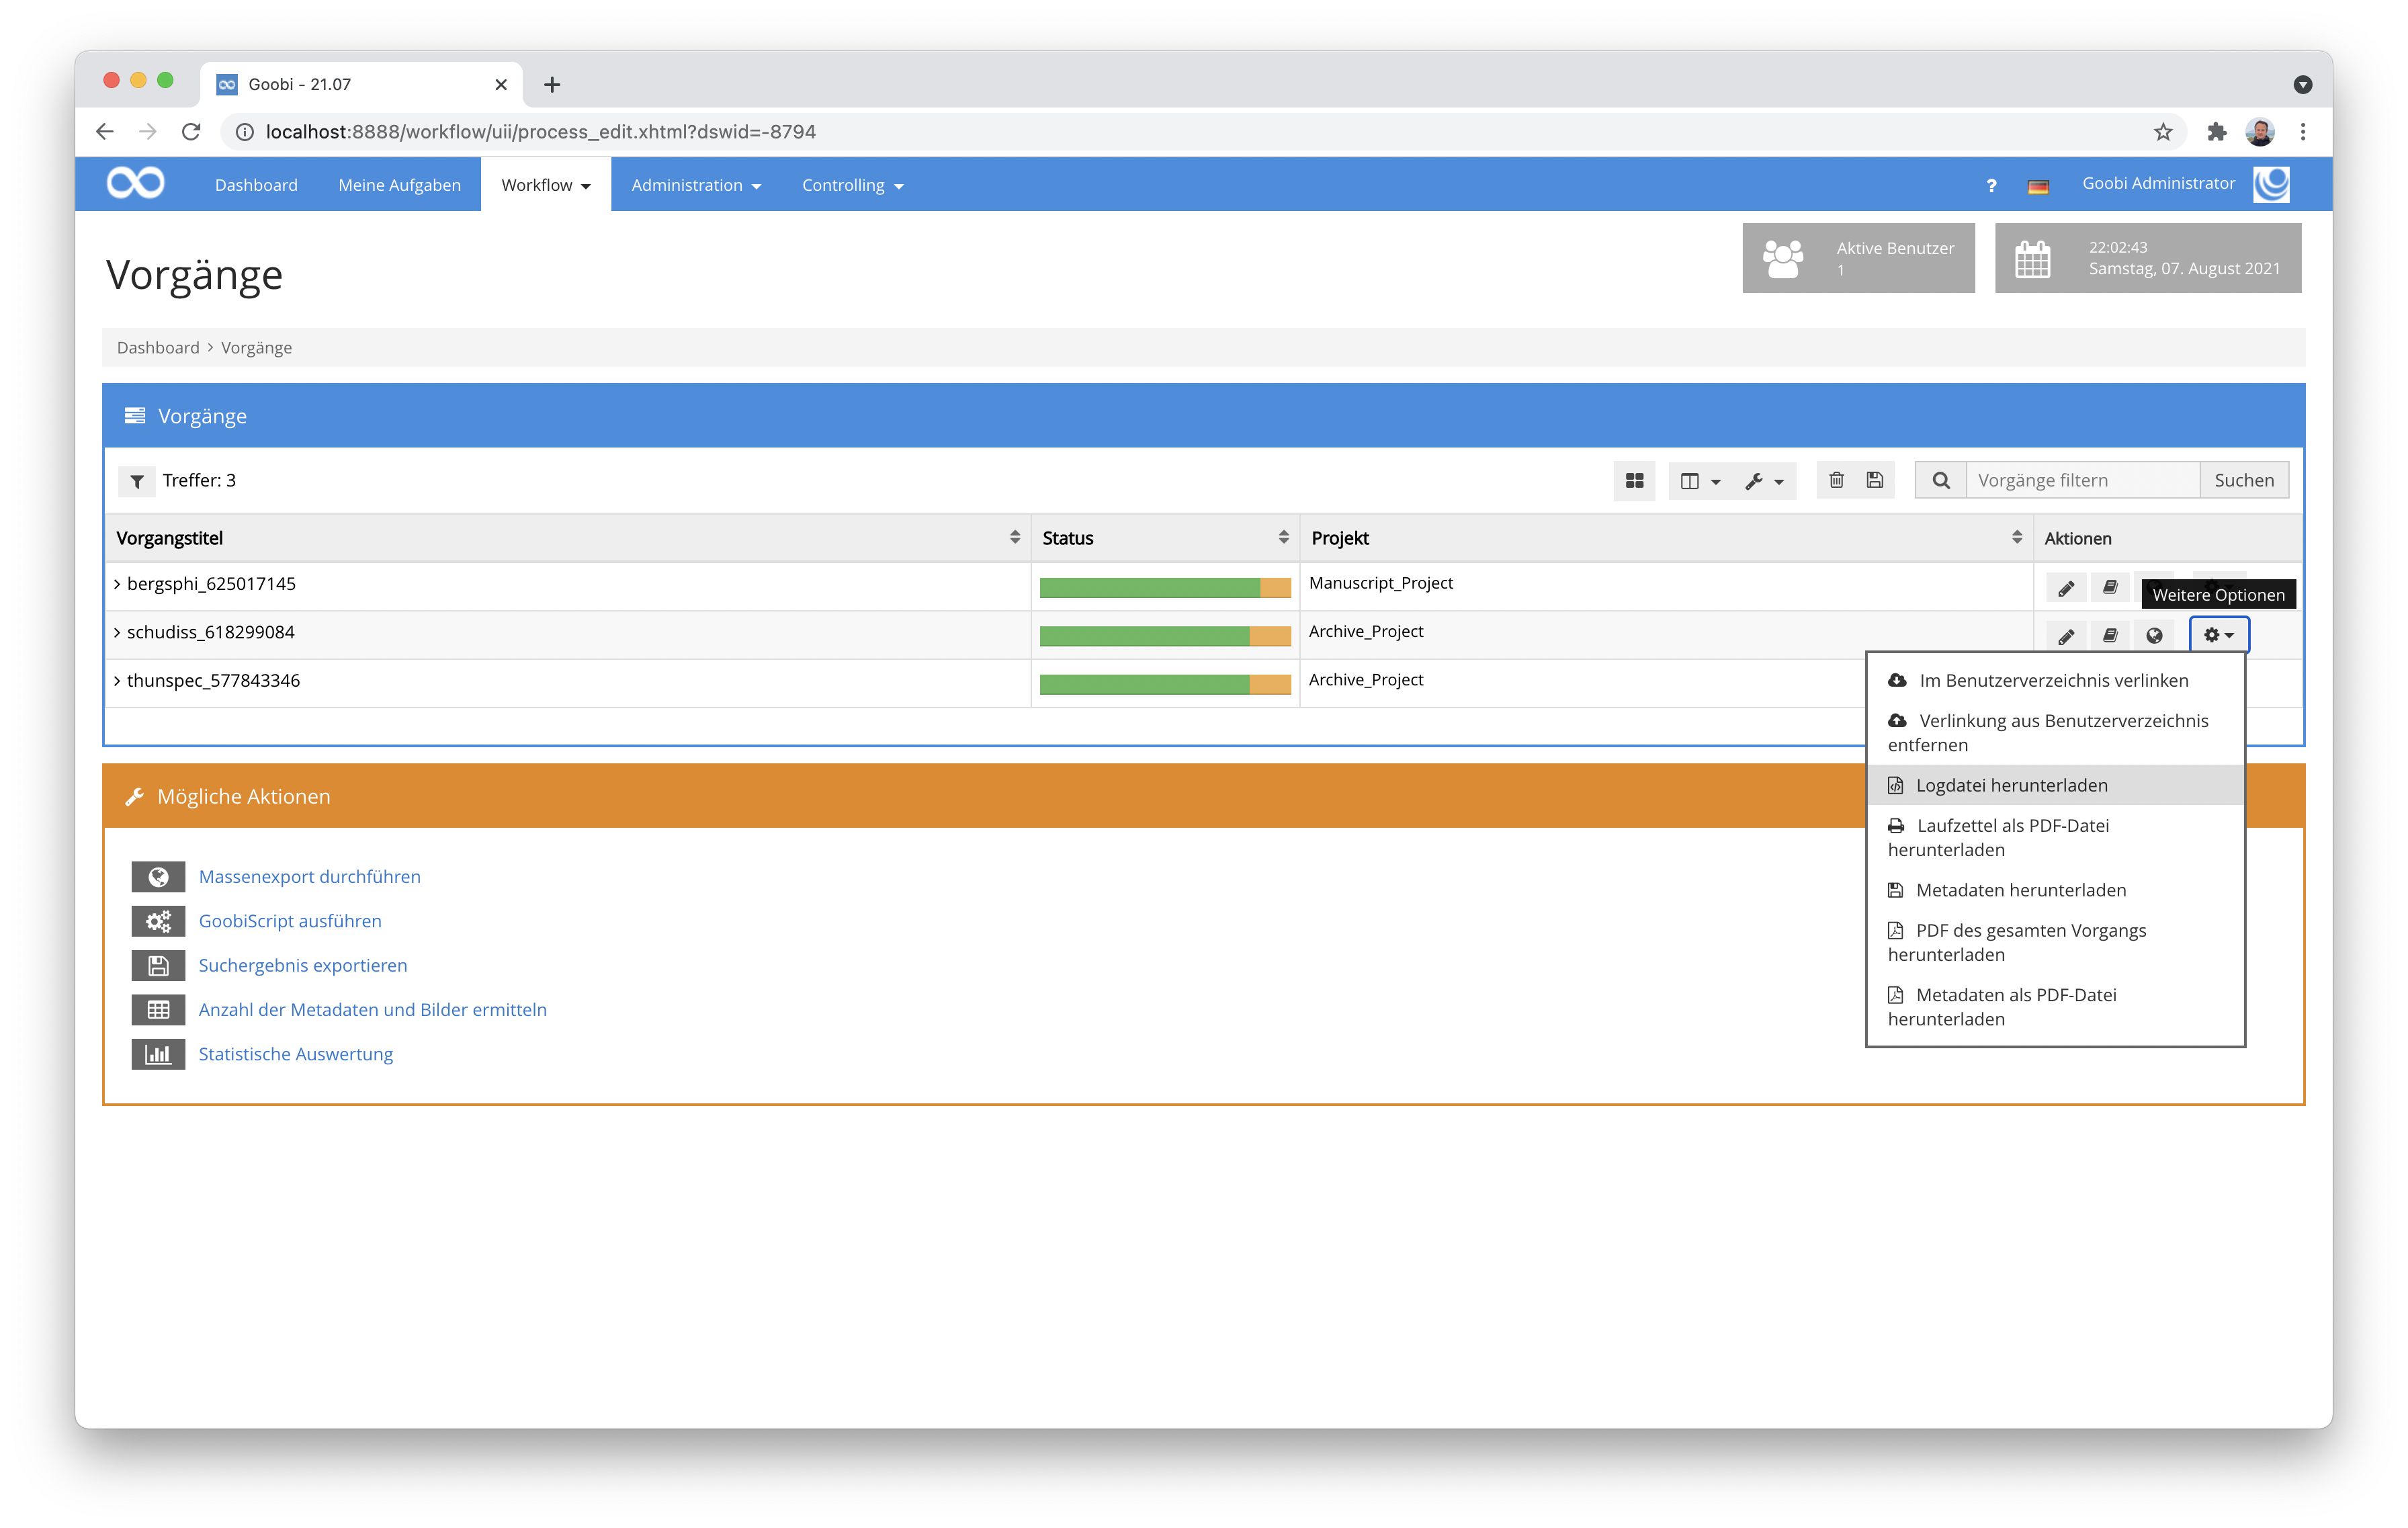 Goobi - 21.07
localhost:8888/workflow/uii/process_edit.xhtml?dswid=-8794
Dashboard Meine Aufgaben Workflow Administration Controlling ? Goobi Administrator
Vorgänge
Aktive Benutzer
1
22:02:43
Samstag, 07. August 2021
Dashboard > Vorgänge
Vorgänge
Treffer: 3
Vorgänge filtern Suchen
Vorgangstitel Status Projekt Aktionen
bergsphi_625017145 Manuscript_Project
Weitere Optionen
schudiss_618299084 Archive_Project
thunspec_577843346 Archive_Project
Im Benutzerverzeichnis verlinken
Verlinkung aus Benutzerverzeichnis
entfernen
Logdatei herunterladen
Laufzettel als PDF-Datei
herunterladen
Metadaten herunterladen
PDF des gesamten Vorgangs
herunterladen
Metadaten als PDF-Datei
herunterladen
Mögliche Aktionen
Massenexport durchführen
GoobiScript ausführen
Suchergebnis exportieren
Anzahl der Metadaten und Bilder ermitteln
Statistische Auswertung